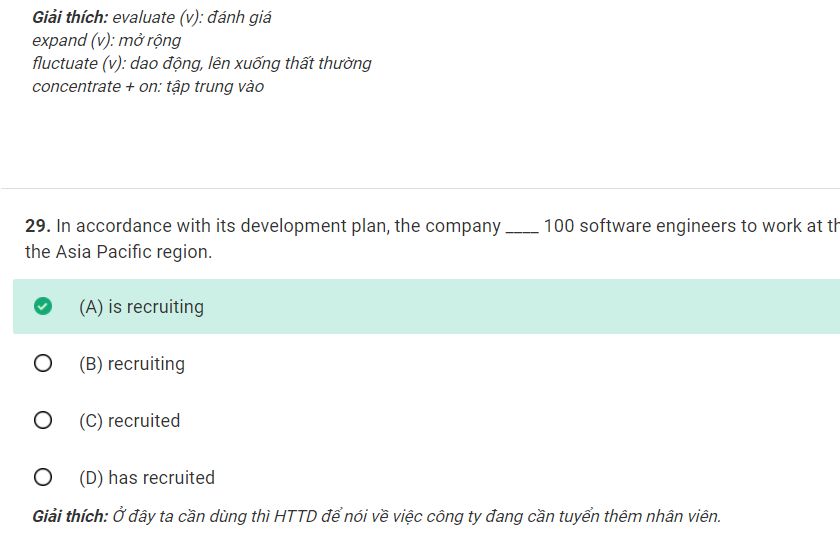 Giải thích: evaluate (v): đánh giá
expand (v): mở rộng
fluctuate (v): dao động, lên xuống thất thường
concentrate + on: tập trung vào
29. In accordance with its development plan, the company ____ 100 software engineers to work at
the Asia Pacific region.
(A) is recruiting
(B) recruiting
(C) recruited
(D) has recruited
Giải thích: Ở đây ta cần dùng thì HTTD để nói về việc công ty đang cần tuyển thêm nhân viên.